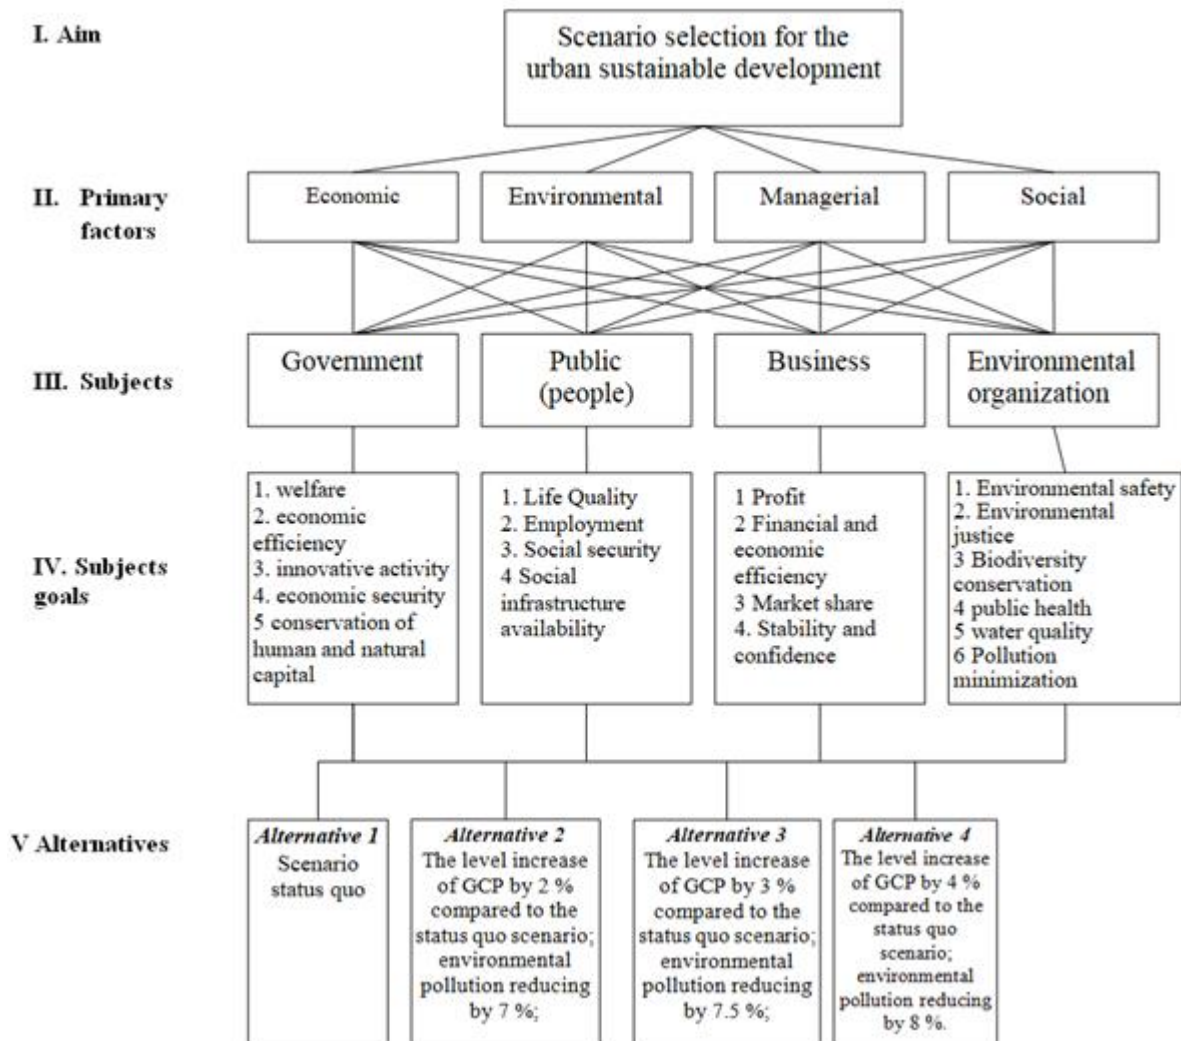 I. Aim
Scenario selection for the
urban sustainable development
II. Primary
factors
Economic
Environmental
Managerial
Social
III. Subjects
Government
Public
(people)
Business
Environmental
organization
IV. Subjects
goals
1. welfare
2. economic
efficiency
3. innovative activity
4. economic security
5 conservation of
human and natural
capital
1. Life Quality
2. Employment
3. Social security
4 Social
infrastructure
availability
1 Profit
2 Financial and
economic
efficiency
3 Market share
4. Stability and
confidence
1. Environmental safety
2. Environmental
justice
3 Biodiversity
conservation
4 public health
5 water quality
6 Pollution
minimization
V Alternatives
Alternative 1
Scenario
status quo
Alternative 2
The level increase
of GCP by 2 %
compared to the
status quo scenario;
environmental
pollution reducing
by 7 %;
Alternative 3
The level increase
of GCP by 3 %
compared to the
status quo scenario;
environmental
pollution reducing
by 7.5 %;
Alternative 4
The level increase
of GCP by 4 %
compared to the
status quo
scenario;
environmental
pollution reducing
by 8 %.